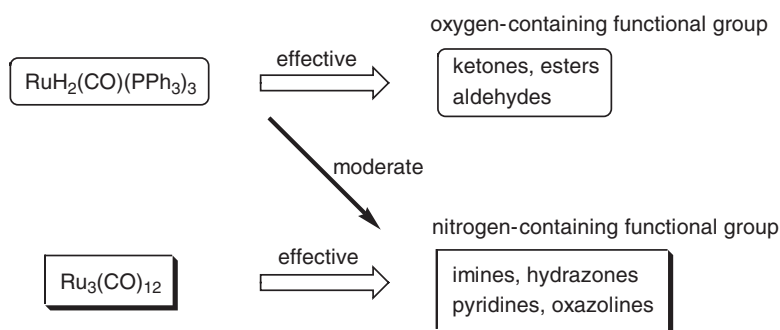 oxygen-containing functional group
effective
RuH₂(CO)(PPh₃)₃
ketones, esters
aldehydes
moderate
nitrogen-containing functional group
effective
Ru₃(CO)₁₂
imines, hydrazones
pyridines, oxazolines